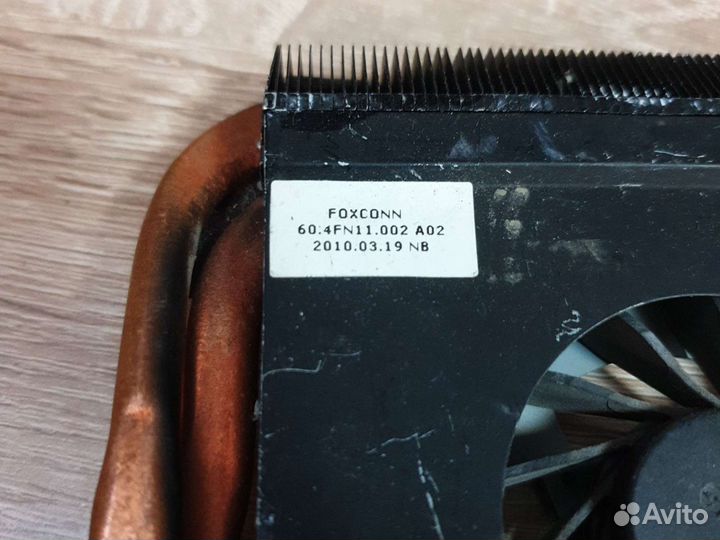 FOXCONN
60.4FN11.002 A02
2010.03.19 NB
Avito